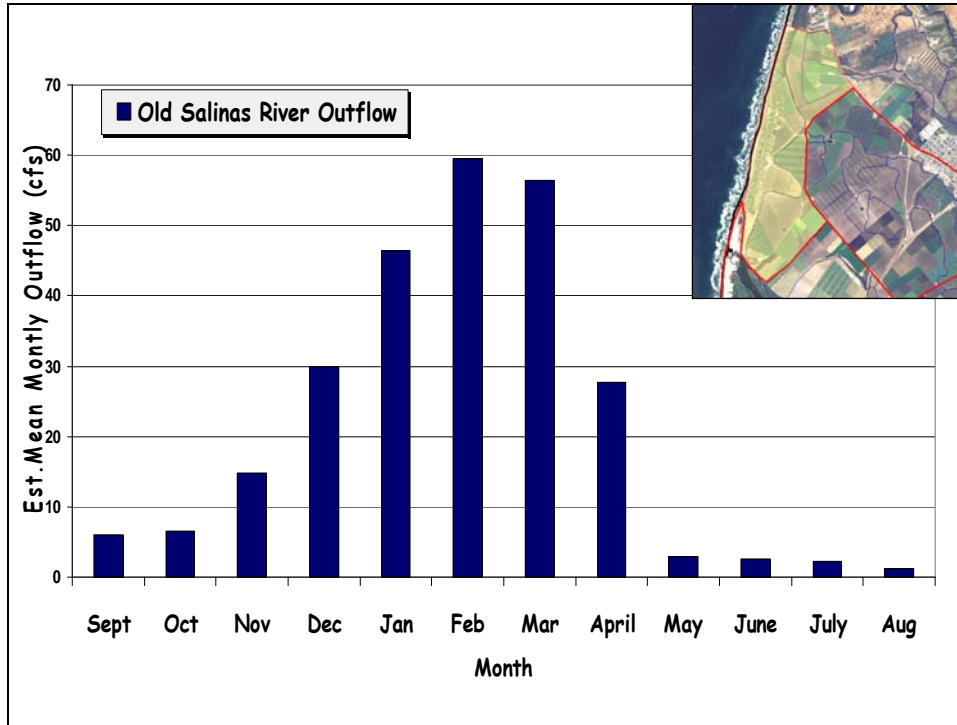 70
Old Salinas River Outflow
60
50
40
30
20
10
0
Est.Mean Montly Outflow (cfs)
Sept Oct Nov Dec Jan Feb Mar April May June July Aug
Month